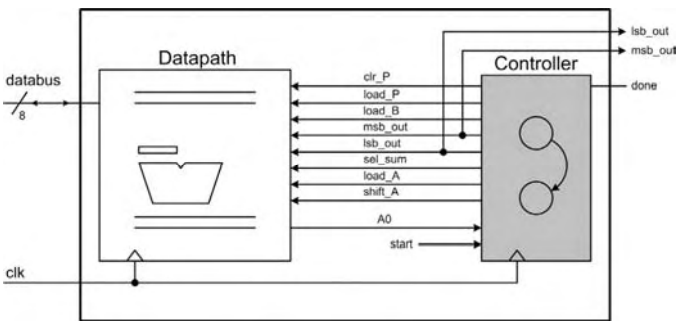 lsb_out
msb_out
Datapath
Controller
databus
8
clr_P
load_P
load_B
msb_out
lsb_out
sel_sum
load_A
shift_A
A0
start
done
clk